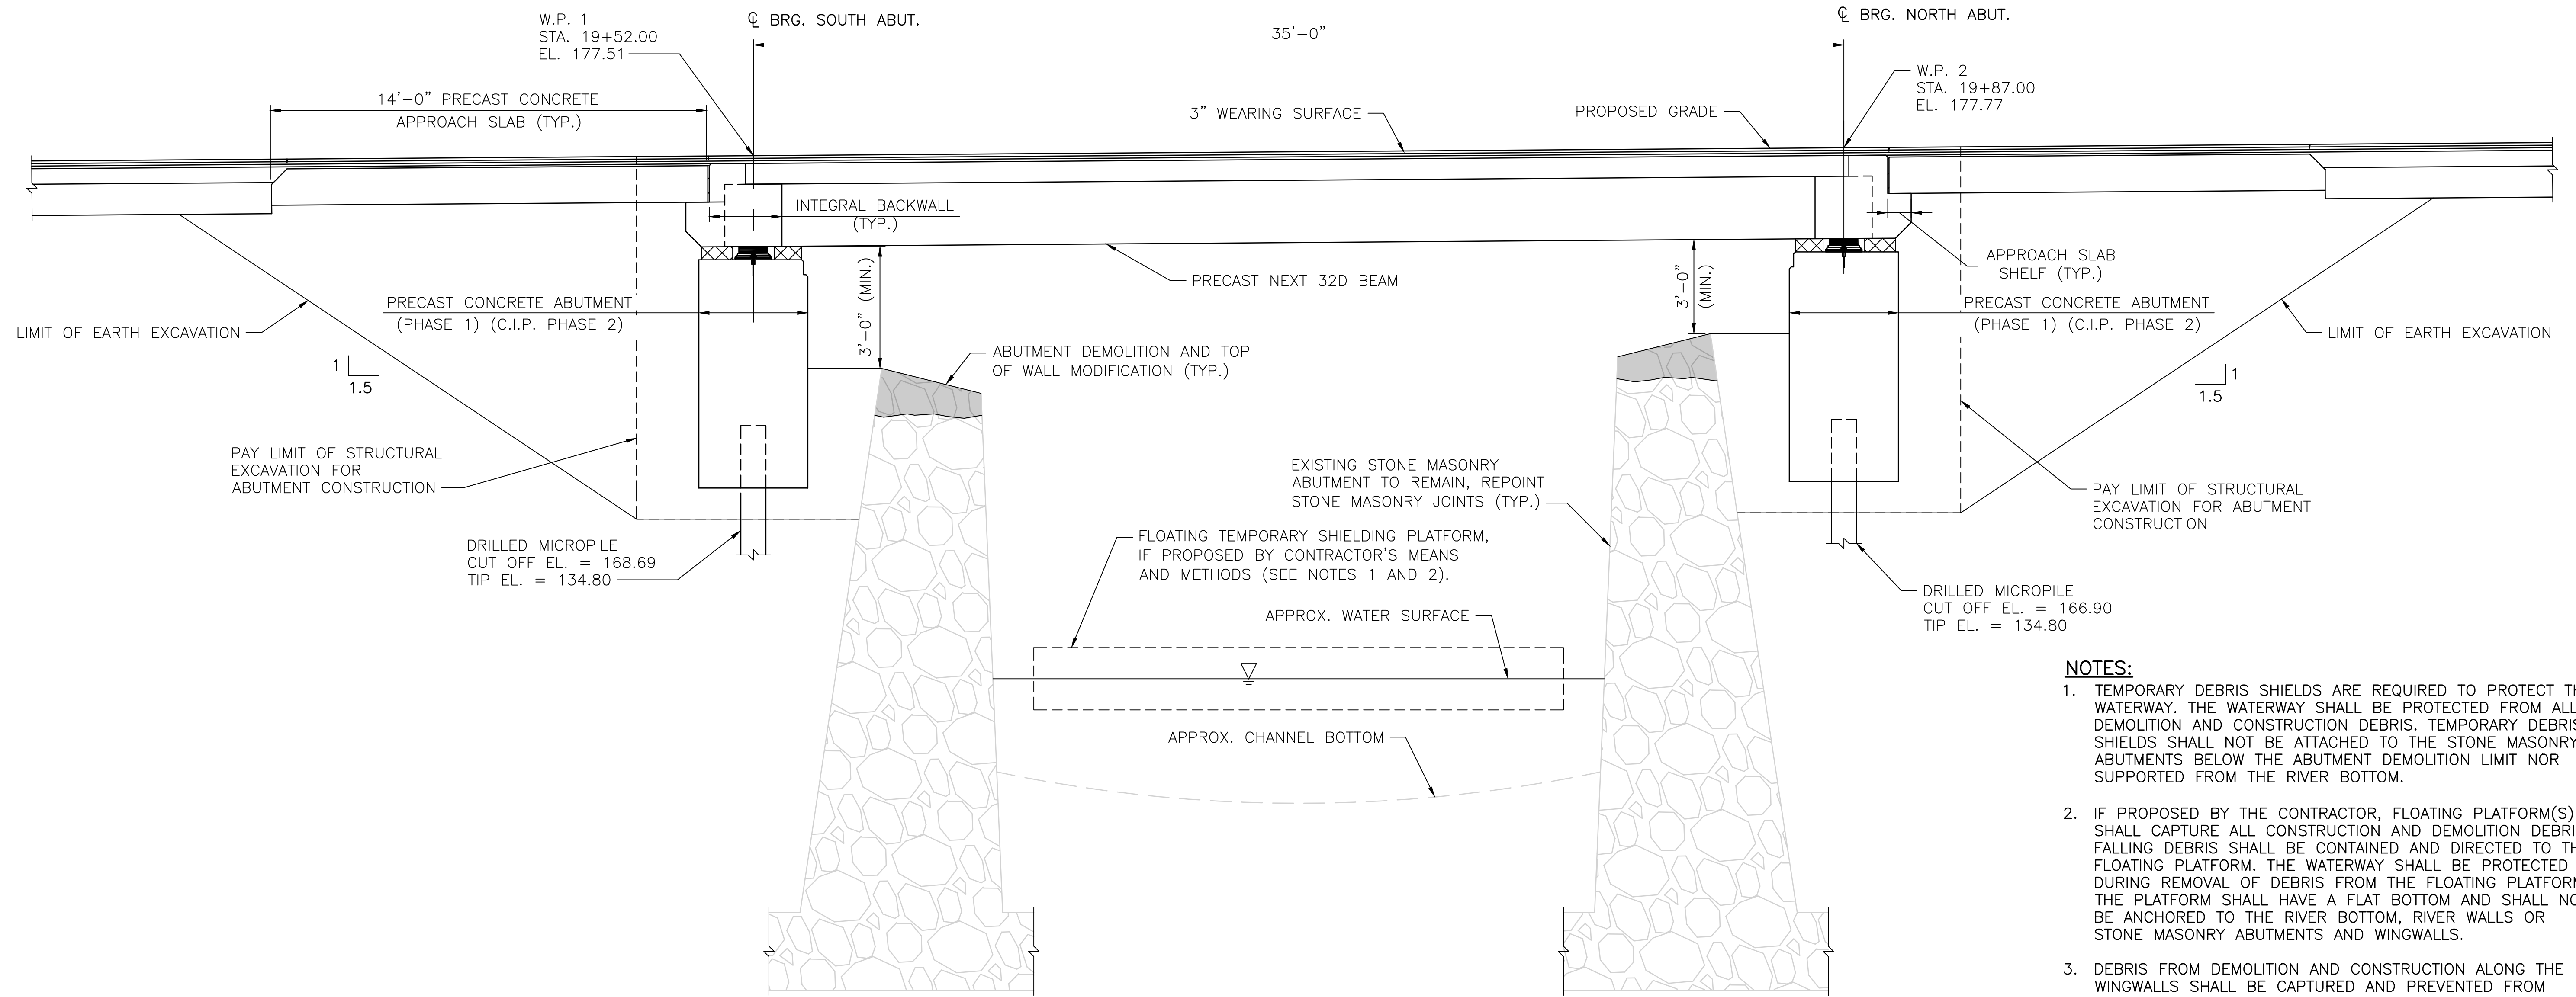 W.P. 1
STA. 19+52.00
EL. 177.51
℄ BRG. SOUTH ABUT.
35'-0"
℄ BRG. NORTH ABUT.
W.P. 2
STA. 19+87.00
EL. 177.77
14'-0" PRECAST CONCRETE
APPROACH SLAB (TYP.)
3" WEARING SURFACE
PROPOSED GRADE
INTEGRAL BACKWALL
(TYP.)
PRECAST NEXT 32D BEAM
3'-0" (MIN.)
3'-0"
(MIN.)
APPROACH SLAB
SHELF (TYP.)
PRECAST CONCRETE ABUTMENT
(PHASE 1) (C.I.P. PHASE 2)
PRECAST CONCRETE ABUTMENT
(PHASE 1) (C.I.P. PHASE 2)
LIMIT OF EARTH EXCAVATION
LIMIT OF EARTH EXCAVATION
1
1.5
1
1.5
ABUTMENT DEMOLITION AND TOP
OF WALL MODIFICATION (TYP.)
PAY LIMIT OF STRUCTURAL
EXCAVATION FOR
ABUTMENT CONSTRUCTION
EXISTING STONE MASONRY
ABUTMENT TO REMAIN, REPOINT
STONE MASONRY JOINTS (TYP.)
PAY LIMIT OF STRUCTURAL
EXCAVATION FOR ABUTMENT
CONSTRUCTION
DRILLED MICROPILE
CUT OFF EL. = 168.69
TIP EL. = 134.80
FLOATING TEMPORARY SHIELDING PLATFORM,
IF PROPOSED BY CONTRACTOR'S MEANS
AND METHODS (SEE NOTES 1 AND 2).
DRILLED MICROPILE
CUT OFF EL. = 166.90
TIP EL. = 134.80
APPROX. WATER SURFACE
APPROX. CHANNEL BOTTOM
NOTES:
1. TEMPORARY DEBRIS SHIELDS ARE REQUIRED TO PROTECT
WATERWAY. THE WATERWAY SHALL BE PROTECTED FROM ALL
DEMOLITION AND CONSTRUCTION DEBRIS. TEMPORARY DEBRIS
SHIELDS SHALL NOT BE ATTACHED TO THE STONE MASONRY
ABUTMENTS BELOW THE ABUTMENT DEMOLITION LIMIT NOR
SUPPORTED FROM THE RIVER BOTTOM.
2. IF PROPOSED BY THE CONTRACTOR, FLOATING PLATFORM(S)
SHALL CAPTURE ALL CONSTRUCTION AND DEMOLITION
FALLING DEBRIS SHALL BE CONTAINED AND DIRECTED TO
FLOATING PLATFORM. THE WATERWAY SHALL BE PROTECTED
DURING REMOVAL OF DEBRIS FROM THE FLOATING
THE PLATFORM SHALL HAVE A FLAT BOTTOM AND SHALL
BE ANCHORED TO THE RIVER BOTTOM, RIVER WALLS OR
STONE MASONRY ABUTMENTS AND WINGWALLS.
3. DEBRIS FROM DEMOLITION AND CONSTRUCTION ALONG THE
WINGWALLS SHALL BE CAPTURED AND PREVENTED FROM